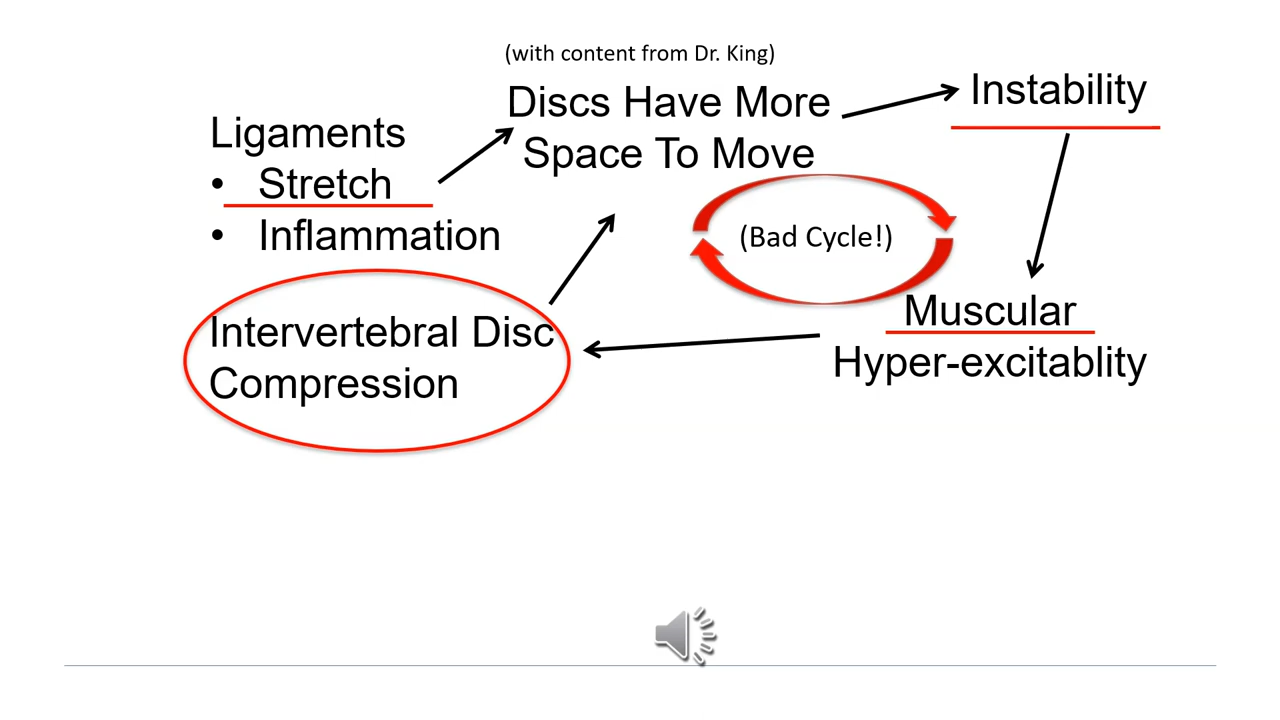 (with content from Dr. King)
Discs Have More
Space To Move
Instability
Ligaments
• Stretch
• Inflammation
(Bad Cycle!)
Muscular
Hyper-excitablity
Intervertebral Disc
Compression